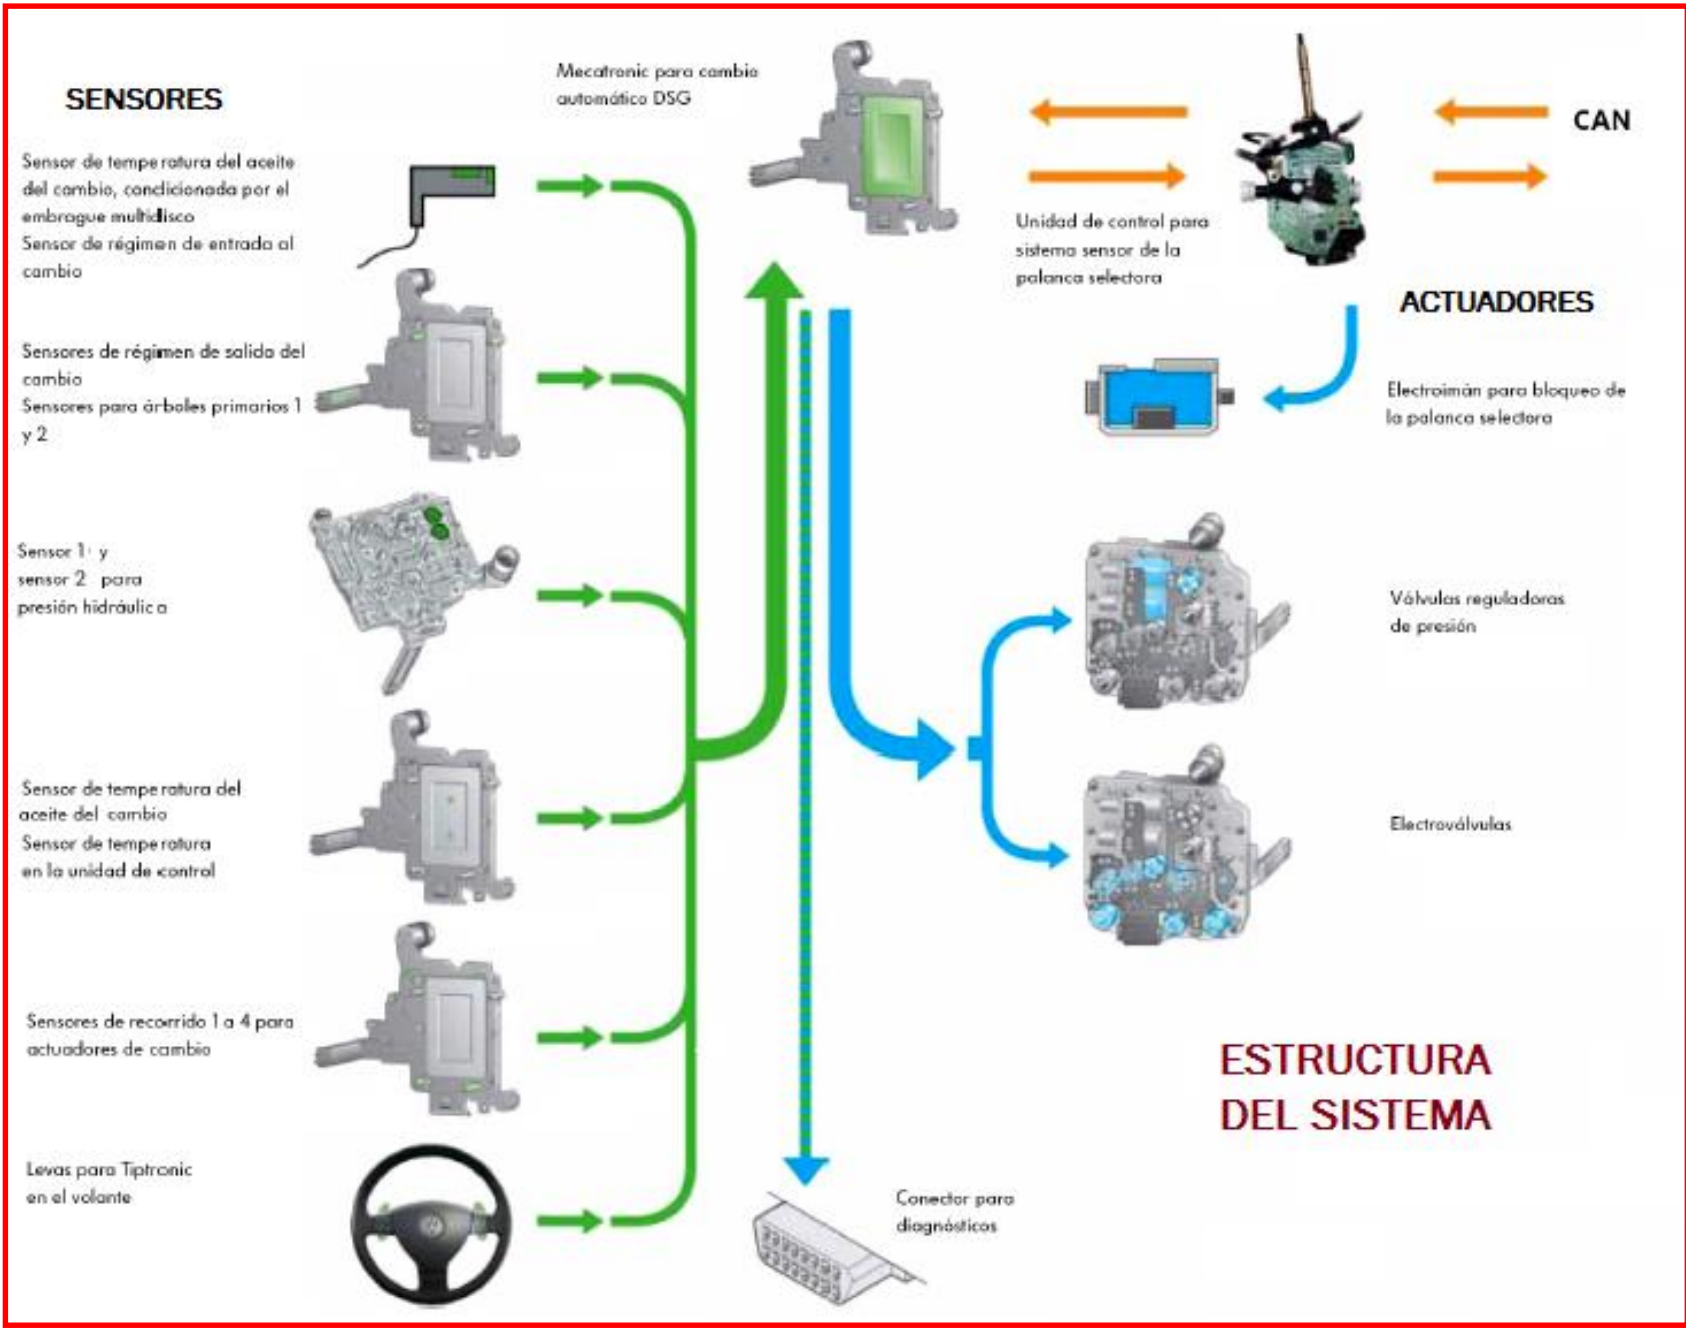 SENSORES
Sensor de temperatura del aceite
del cambio, condicionada por el
embrague multidisco
Sensor de régimen de entrada al
cambio
Sensores de régimen de salida del
cambio
Sensores para árboles primarios 1
y 2
Sensor 1 y
sensor 2 para
presión hidráulica
Sensor de temperatura del
aceite del cambio
Sensor de temperatura
en la unidad de control
Sensores de recorrido 1 a 4 para
actuadores de cambio
Levas para Tiptronic
en el volante
Mecatronic para cambio
automático DSG
Unidad de control para
sistema sensor de la
palanca selectora
CAN
ACTUADORES
Electroimán para bloqueo de
la palanca selectora
Válvulas reguladoras
de presión
Electroválvulas
ESTRUCTURA
DEL SISTEMA
Conector para
diagnósticos